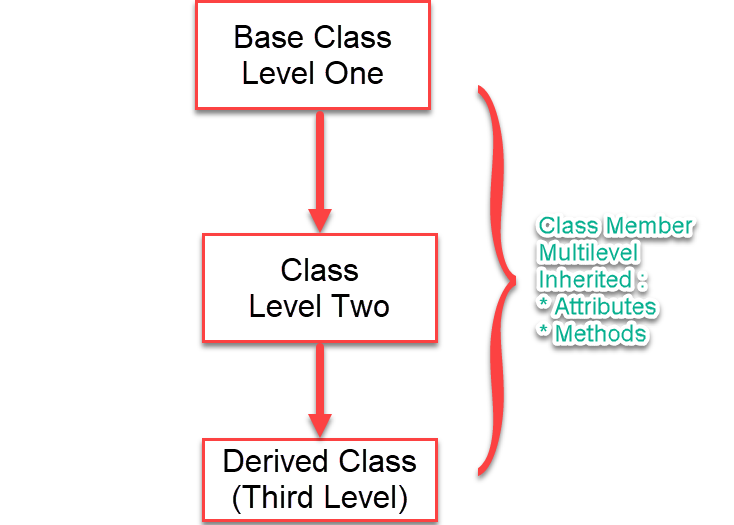 Base Class
Level One
Class
Level Two
Derived Class
(Third Level)
Class Member
Multilevel
Inherited :
* Attributes
* Methods